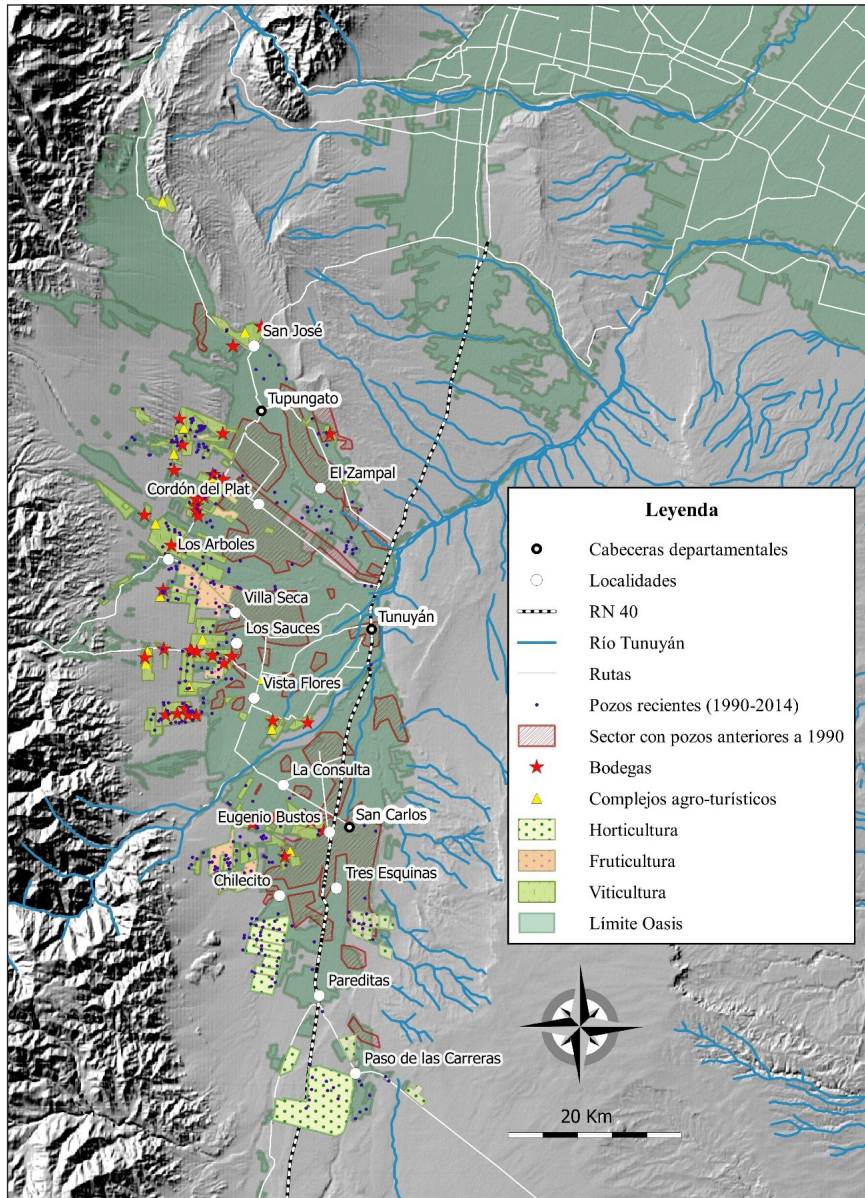 San José
Tupungato
El Zampal
Cordón del Plat
Los Arboles
Villa Seca
Los Sauces
Tunuyán
Vista Flores
La Consulta
Eugenio Bustos
San Carlos
Tres Esquinas
Chilecito
Pareditas
Paso de las Carreras
Leyenda
Cabeceras departamentales
Localidades
RN 40
Río Tunuyán
Rutas
Pozos recientes (1990-2014)
Sector con pozos anteriores a 1990
Bodegas
Complejos agro-turísticos
Horticultura
Fruticultura
Viticultura
Límite Oasis
20 Km